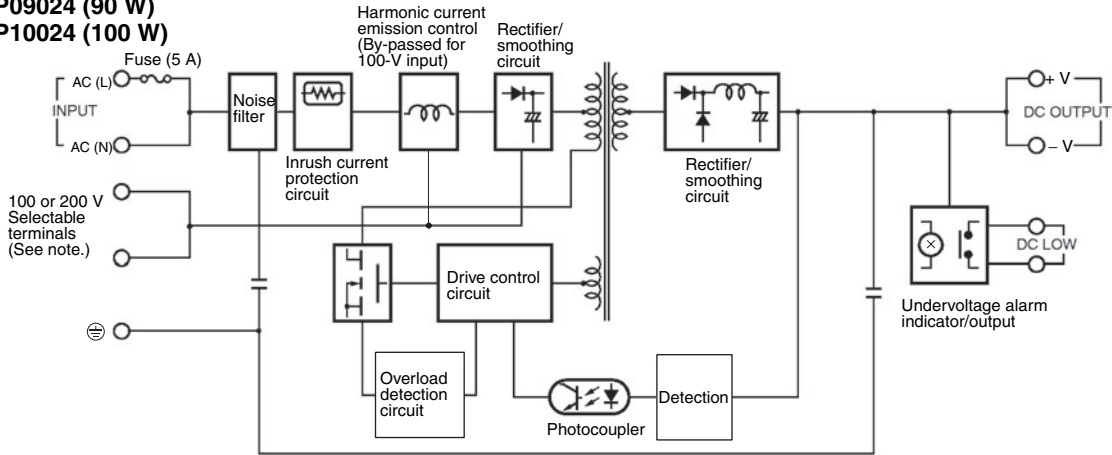 P09024 (90 W)
P10024 (100 W)
Harmonic current
emission control
(By-passed for
100-V input)
Rectifier/
smoothing
circuit
Fuse (5 A)
AC (L)
INPUT
AC (N)
Noise
filter
Inrush current
protection
circuit
Rectifier/
smoothing
circuit
+ V
DC OUTPUT
– V
100 or 200 V
Selectable
terminals
(See note.)
Drive control
circuit
DC LOW
Undervoltage alarm
indicator/output
Overload
detection
circuit
Photocoupler
Detection